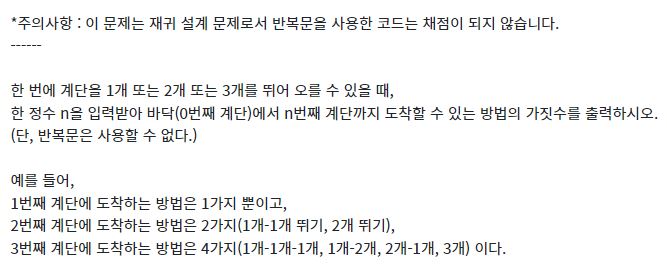 *주의사항 : 이 문제는 재귀 설계 문제로서 반복문을 사용한 코드는 채점이 되지 않습니다.
------
한 번에 계단을 1개 또는 2개 또는 3개를 뛰어 오를 수 있을 때,
한 정수 n을 입력받아 바닥(0번째 계단)에서 n번째 계단까지 도착할 수 있는 방법의 가짓수를 출력하시오.
(단, 반복문은 사용할 수 없다.)
예를 들어,
1번째 계단에 도착하는 방법은 1가지 뿐이고,
2번째 계단에 도착하는 방법은 2가지(1개-1개 뛰기, 2개 뛰기),
3번째 계단에 도착하는 방법은 4가지(1개-1개-1개, 1개-2개, 2개-1개, 3개) 이다.